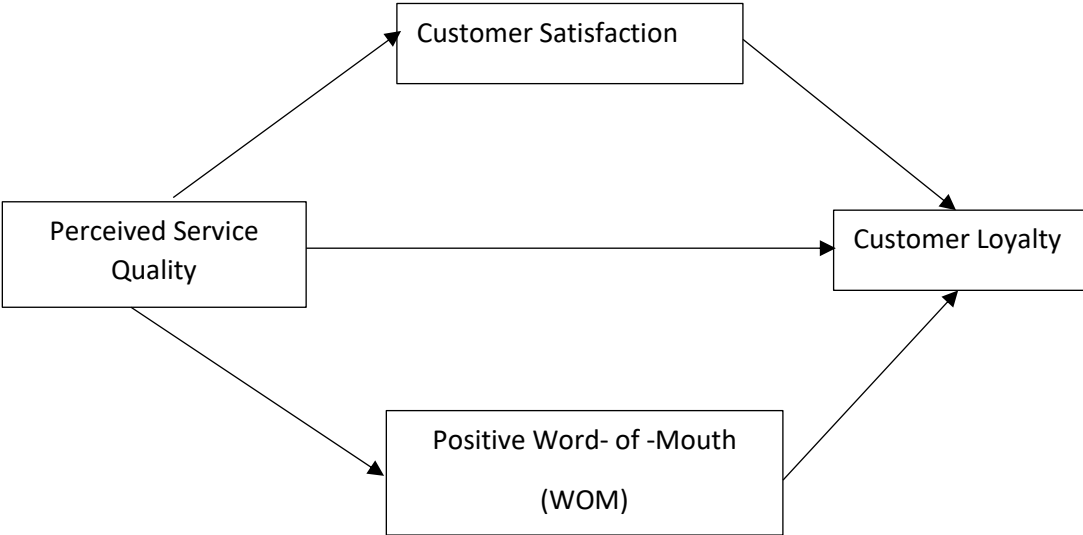 Customer Satisfaction
Perceived Service
Quality
Customer Loyalty
Positive Word- of -Mouth
(WOM)